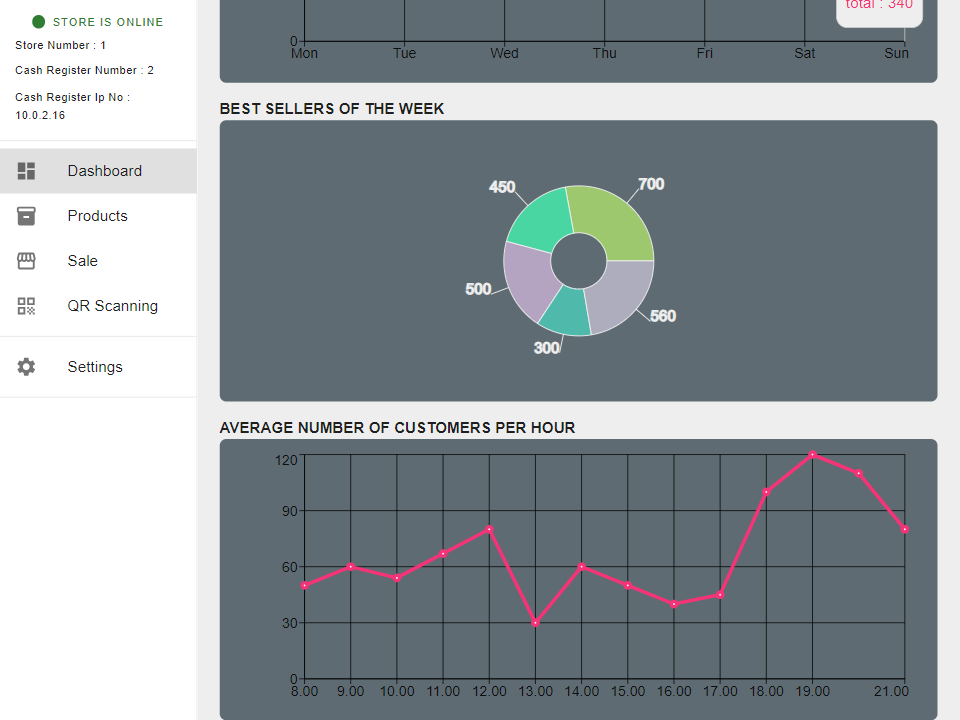 STORE IS ONLINE
Store Number : 1
Cash Register Number : 2
Cash Register Ip No :
10.0.2.16
Dashboard
Products
Sale
QR Scanning
Settings
total : 340
0
Mon Tue Wed Thu Fri Sat Sun
BEST SELLERS OF THE WEEK
450
700
500
560
300
AVERAGE NUMBER OF CUSTOMERS PER HOUR
120
90
60
30
0
8.00 9.00 10.00 11.00 12.00 13.00 14.00 15.00 16.00 17.00 18.00 19.00 21.00